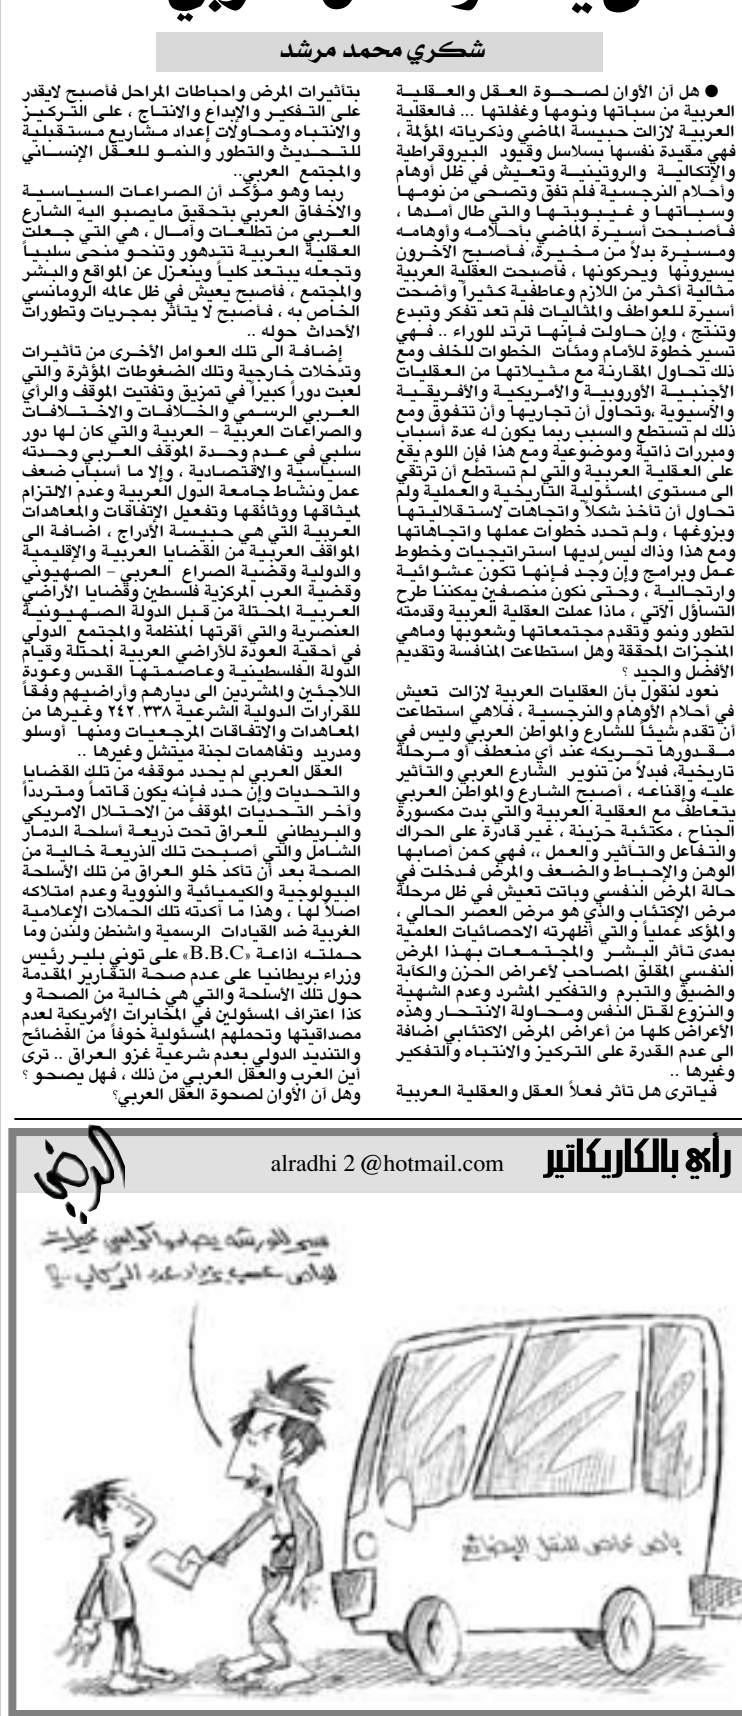 شكري محمد مرشد
● هل آن الأوان لصحوة العقل والعقلية
العربية من سباتها ونومها وغفلتها ... فالعقلية
العربية لازالت حبيسة الماضي وذكرياته المؤلمة ،
فهي مقيدة نفسها بسلاسل وقيود البيروقراطية
والإتكالية والروتينية وتعيش في ظل أوهام
وأحلام النرجسية فلم تفق وتصحى من نومها
وسباتها و غيبوبتها والتي طال أمدها ،
فأصبحت أسيرة الماضي بأحلامه وأوهامه
ومسيرة بدلاً من مخيرة، فأصبح الآخرون
يسيرونها ويحركونها ، فأصبحت العقلية العربية
مثالية أكثر من اللازم وعاطفية كثيراً وأضحت
أسيرة للعواطف والمثاليات فلم تعد تفكر وتبدع
وتنتج ، وإن حاولت فإنها ترتد للوراء .. فهي
تسير خطوة للأمام ومئات الخطوات للخلف ومع
ذلك تحاول المقارنة مع مثيلاتها من العقليات
الأجنبية الأوروبية والأمريكية والأفريقية
والآسيوية ،وتحاول أن تجاريها وأن تتفوق ومع
ذلك لم تستطع والسبب ربما يكون له عدة أسباب
ومبررات ذاتية وموضوعية ومع هذا فإن اللوم يقع
على العقلية العربية والتي لم تستطع أن ترتقي
الى مستوى المسئولية التاريخية والعملية ولم
تحاول أن تأخذ شكلاً واتجاهات لاستقلاليتها
وبزوغها ، ولم تحدد خطوات عملها واتجاهاتها
ومع هذا وذاك ليس لديها استراتيجيات وخطوط
عمل وبرامج وإن وُجد فإنها تكون عشوائية
وارتجالية ، وحتى نكون منصفين يمكننا طرح
التساؤل الآتي ، ماذا عملت العقلية العربية وقدمته
لتطور ونمو وتقدم مجتمعاتها وشعوبها وماهي
المنجزات المحققة وهل استطاعت المنافسة وتقديم
الأفضل والجيد ؟
نعود لنقول بأن العقليات العربية لازالت تعيش
في أحلام الأوهام والنرجسية ، فلاهي استطاعت
أن تقدم شيئاً للشارع والمواطن العربي وليس في
مقدورها تحريكه عند أي منعطف أو مرحلة
تاريخية، فبدلاً من تنوير الشارع العربي والتأثير
عليه وإقناعه ، أصبح الشارع والمواطن العربي
يتعاطف مع العقلية العربية والتي بدت مكسورة
الجناح ، مكتئبة حزينة ، غير قادرة على الحراك
والتفاعل والتأثير والعمل ،، فهي كمن أصابها
الوهن والإحباط والضعف والمرض فدخلت في
حالة المرض النفسي وباتت تعيش في ظل مرحلة
مرض الإكتئاب والذي هو مرض العصر الحالي ،
والمؤكد عملياً والتي أظهرته الاحصائيات العلمية
بمدى تأثر البشر والمجتمعات بهذا المرض
النفسي المقلق المصاحب لأعراض الحزن والكآبة
والضيق والتبرم والتفكير المشرد وعدم الشهية
والنزوع لقتل النفس ومحاولة الانتحار وهذه
الأعراض كلها من أعراض المرض الاكتئابي اضافة
الى عدم القدرة على التركيز والانتباه والتفكير
وغيرها ..
فياترى هل تأثر فعلاً العقل والعقلية العربية
بتأثيرات المرض واحباطات المراحل فأصبح لايقدر
على التفكير والإبداع والانتاج ، على التركيز
والانتباه ومحاولات إعداد مشاريع مستقبلية
للتحديث والتطور والنمو للعقل الإنساني
والمجتمع العربي..
ربما وهو مؤكد أن الصراعات السياسية
والاخفاق العربي بتحقيق مايصبو اليه الشارع
العربي من تطلعات وآمال ، هي التي جعلت
العقلية العربية تتدهور وتنحو منحى سلبياً
وتجعله يبتعد كلياً وينعزل عن المواقع والبشر
والمجتمع ، فأصبح يعيش في ظل عالمه الرومانسي
الخاص به ، فأصبح لا يتأثر بمجريات وتطورات
الأحداث حوله ..
إضافة الى تلك العوامل الأخرى من تأثيرات
وتدخلات خارجية وتلك الضغوطات المؤثرة والتي
لعبت دوراً كبيراً في تمزيق وتفتيت الموقف والرأي
العربي الرسمي والخلافات والاختلافات
والصراعات العربية – العربية والتي كان لها دور
سلبي في عدم وحدة الموقف العربي وحدته
السياسية والاقتصادية ، وإلا ما أسباب ضعف
عمل ونشاط جامعة الدول العربية وعدم الالتزام
لميثاقها ووثائقها وتفعيل الإتفاقات والمعاهدات
العربية التي هي حبيسة الأدراج ، اضافة الى
المواقف العربية من القضايا العربية والإقليمية
والدولية وقضية الصراع العربي – الصهيوني
وقضية العرب المركزية فلسطين وقضايا الأراضي
العربية المحتلة من قبل الدولة الصهيونية
العنصرية والتي أقرتها المنظمة والمجتمع الدولي
في أحقية العودة للأراضي العربية المحتلة وقيام
الدولة الفلسطينية وعاصمتها القدس وعودة
اللاجئين والمشردين الى ديارهم وأراضيهم وفقاً
للقرارات الدولية الشرعية ٢٤٢,٣٣٨ وغيرها من
المعاهدات والاتفاقات المرجعيات ومنها أوسلو
ومدريد وتفاهمات لجنة ميتشل وغيرها ..
العقل العربي لم يحدد موقفه من تلك القضايا
والتحديات وإن حدد فإنه يكون قاتماً ومتردداً
وآخر التحديات الموقف من الاحتلال الامريكي
والبريطاني للعراق تحت ذريعة أسلحة الدمار
الشامل والتي أصبحت تلك الذريعة خالية من
الصحة بعد أن تأكد خلو العراق من تلك الأسلحة
البيولوجية والكيميائية والنووية وعدم امتلاكه
اصلاً لها ، وهذا ما أكدته تلك الحملات الإعلامية
الغربية ضد القيادات الرسمية واشنطن ولندن وما
حملته اذاعة «B.B.C» على توني بلير رئيس
وزراء بريطانيا على عدم صحة التقارير المقدمة
حول تلك الأسلحة والتي هي خالية من الصحة و
كذا اعتراف المسئولين في المخابرات الأمريكية لعدم
مصداقيتها وتحملهم المسئولية خوفاً من الفضائح
والتنديد الدولي بعدم شرعية غزو العراق .. ترى
أين العرب والعقل العربي من ذلك ، فهل يصحو ؟
وهل آن الأوان لصحوة العقل العربي؟
رأي بالكاريكاتير
alradhi 2 @hotmail.com
الرضي
باص خاص للنقل البضائع